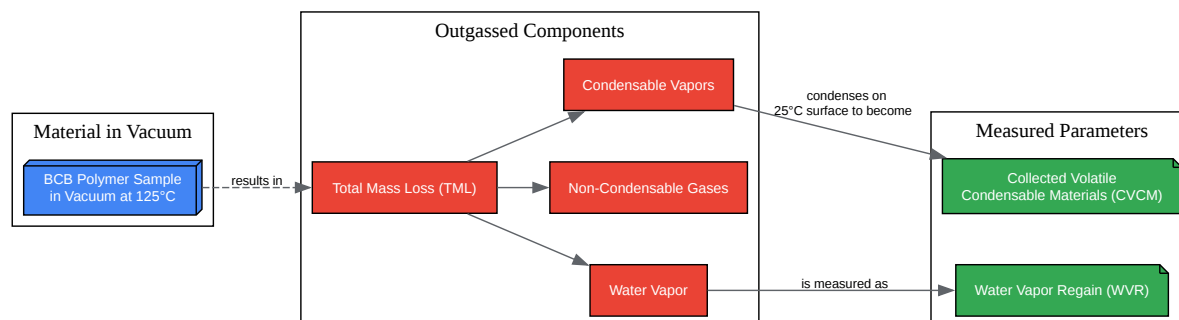 Material in Vacuum
BCB Polymer Sample
in Vacuum at 125°C
results in
Outgassed Components
Total Mass Loss (TML)
Condensable Vapors
Non-Condensable Gases
Water Vapor
condenses on
25°C surface to become
is measured as
Measured Parameters
Collected Volatile
Condensable Materials (CVCM)
Water Vapor Regain (WVR)